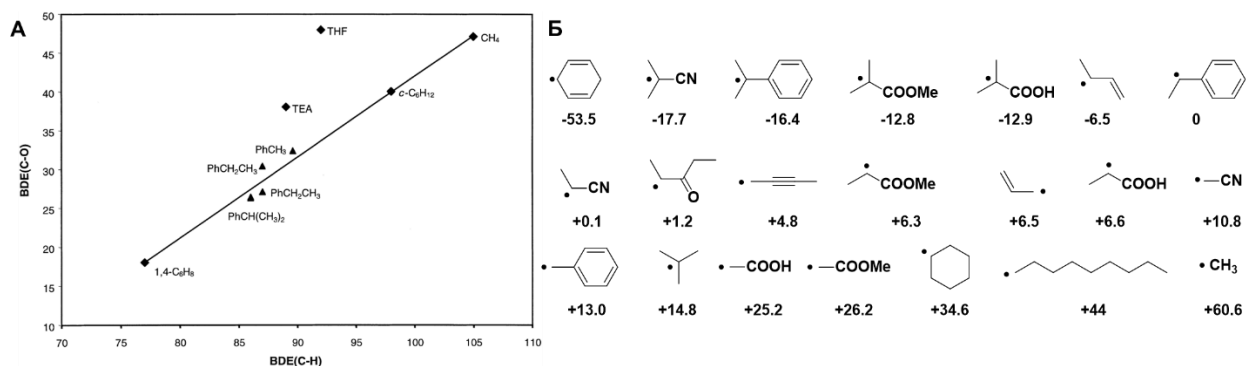 А
BDE(C-O)
50
45
40
35
30
25
20
15
10
70 75 80 85 90 95 100 105 110
BDE(C-H)
THF
CH₄
c-C₆H₁₂
TEA
PhCH₃
PhCH₂CH₃
PhCH₂CH₃
PhCH(CH₃)₂
1,4-C₆H₈
Б
CN COOMe COOH
-53.5 -17.7 -16.4 -12.8 -12.9 -6.5 0
CN O COOMe COOH CN
+0.1 +1.2 +4.8 +6.3 +6.5 +6.6 +10.8
COOH COOMe CH₃
+13.0 +14.8 +25.2 +26.2 +34.6 +44 +60.6